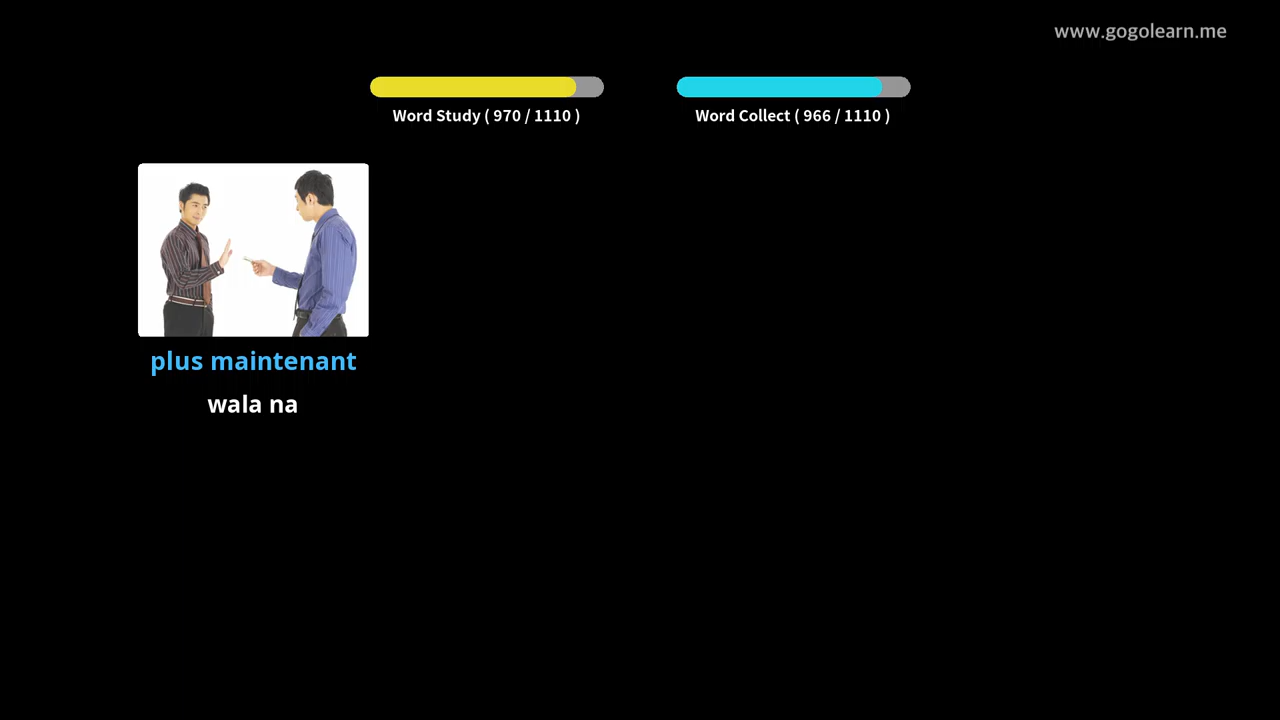 www.gogolearn.me
Word Study ( 970 / 1110 )
Word Collect ( 966 / 1110 )
plus maintenant
wala na